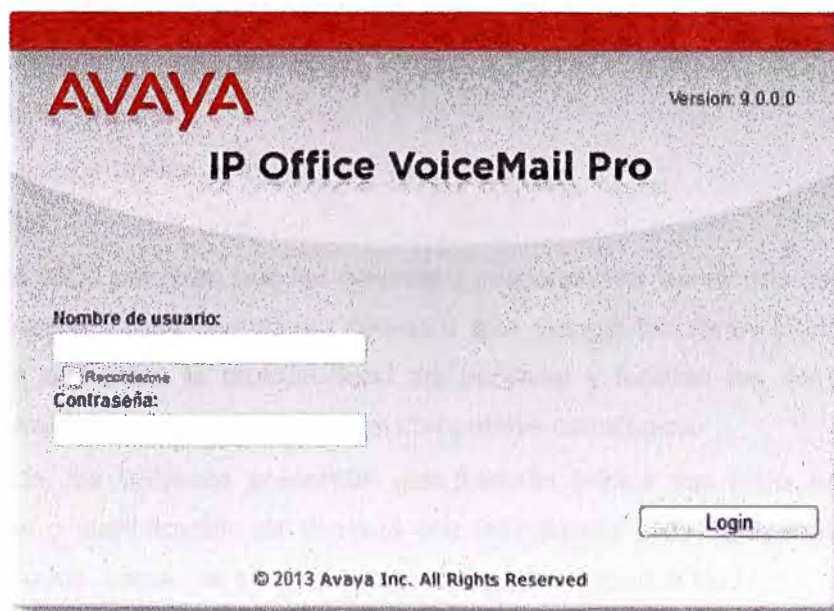 AVAYA
Version: 9.0.0.0
IP Office VoiceMail Pro
Nombre de usuario:
Recordarme
Contraseña:
Login
© 2013 Avaya Inc. All Rights Reserved